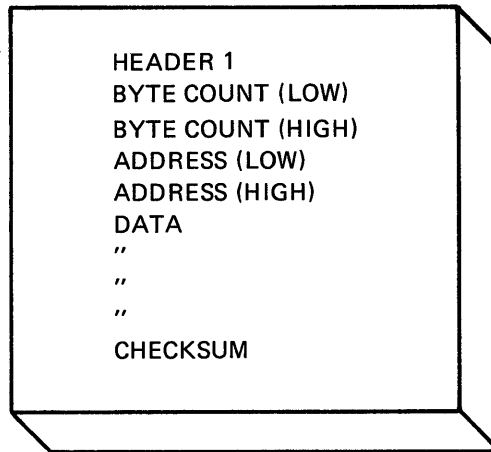 HEADER 1
BYTE COUNT (LOW)
BYTE COUNT (HIGH)
ADDRESS (LOW)
ADDRESS (HIGH)
DATA
"
"
"
CHECKSUM